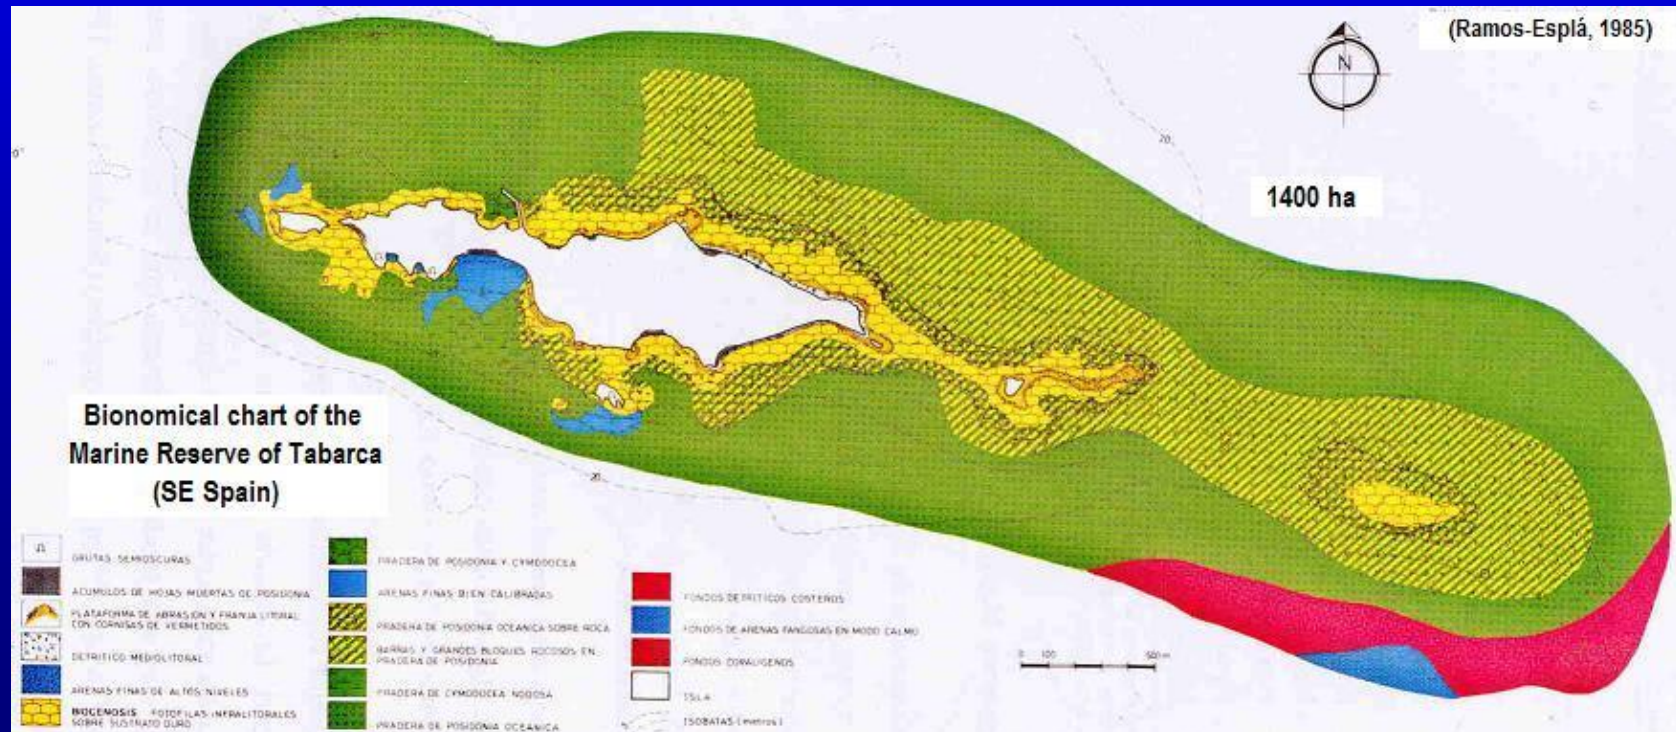 (Ramos-Esplá, 1985)
N
20
0°
1400 ha
Bionomical chart of the
Marine Reserve of Tabarca
(SE Spain)
20
GRUTAS SEMIOSCURAS
ACUMULOS DE HOJAS MUERTAS DE POSIDONIA
PLATAFORMA DE ABRASION Y FRANJA LITORAL
CON CORNISAS DE VERMETIDOS
DETRITICO MEDIOLITORAL
ARENAS FINAS DE ALTOS NIVELES
BIOCENOSIS FOTOFILAS INFRALITORALES
SOBRE SUSTRATO DURO
PRADERA DE POSIDONIA Y CYMODOCEA
ARENAS FINAS BIEN CALIBRADAS
PRADERA DE POSIDONIA OCEANICA SOBRE ROCA
BARRAS Y GRANDES BLOQUES ROCOSOS EN
PRADERA DE POSIDONIA
PRADERA DE CYMODOCEA NODOSA
PRADERA DE POSIDONIA OCEANICA
FONDOS DETRITICOS COSTEROS
FONDOS DE ARENAS FANGOSAS EN MODO CALMO
FONDOS CORALIGENOS
ISLA
ISOBATAS (metros)
0 100 500 m